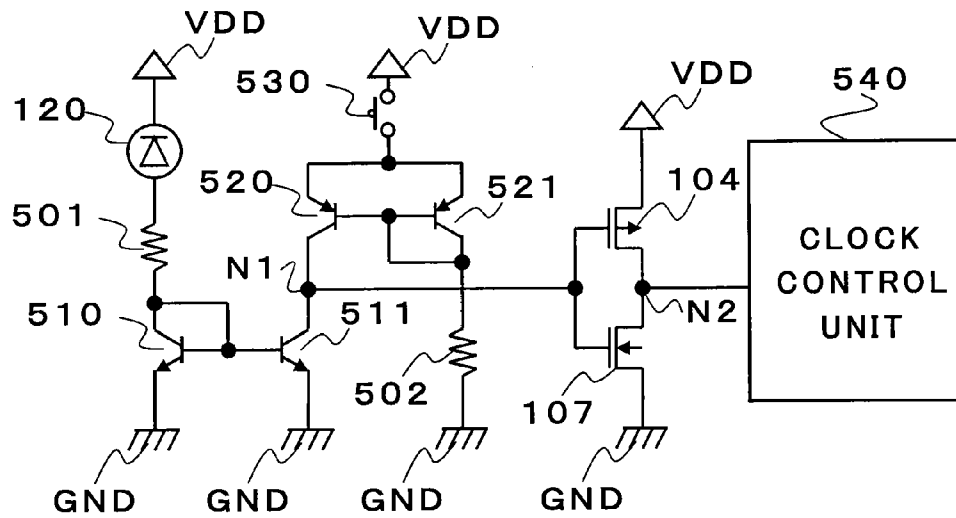 VDD
VDD
VDD
540
530
120
520
521
104
501
CLOCK
CONTROL
UNIT
N1
N2
510
511
502
107
GND
GND
GND
GND